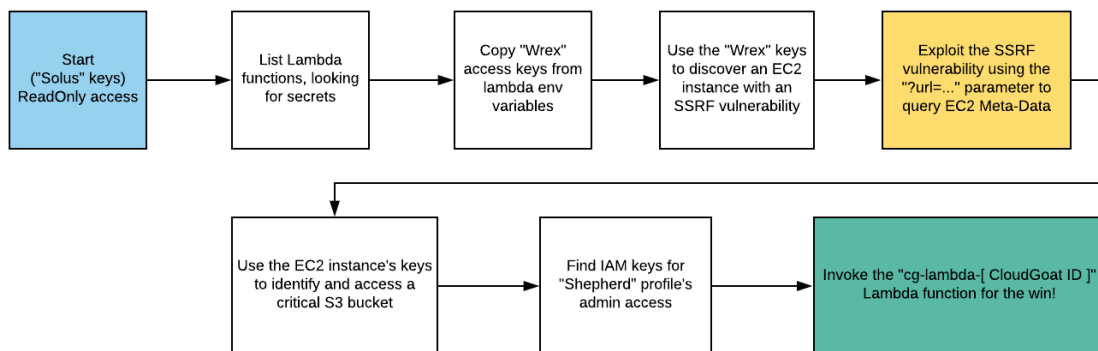 Start
("Solus" keys)
ReadOnly access
List Lambda
functions, looking
for secrets
Copy "Wrex"
access keys from
lambda env
variables
Use the "Wrex" keys
to discover an EC2
instance with an
SSRF vulnerability
Exploit the SSRF
vulnerability using the
"?url=..." parameter to
query EC2 Meta-Data
Use the EC2 instance's keys
to identify and access a
critical S3 bucket
Find IAM keys for
"Shepherd" profile's
admin access
Invoke the "cg-lambda-[ CloudGoat ID ]"
Lambda function for the win!